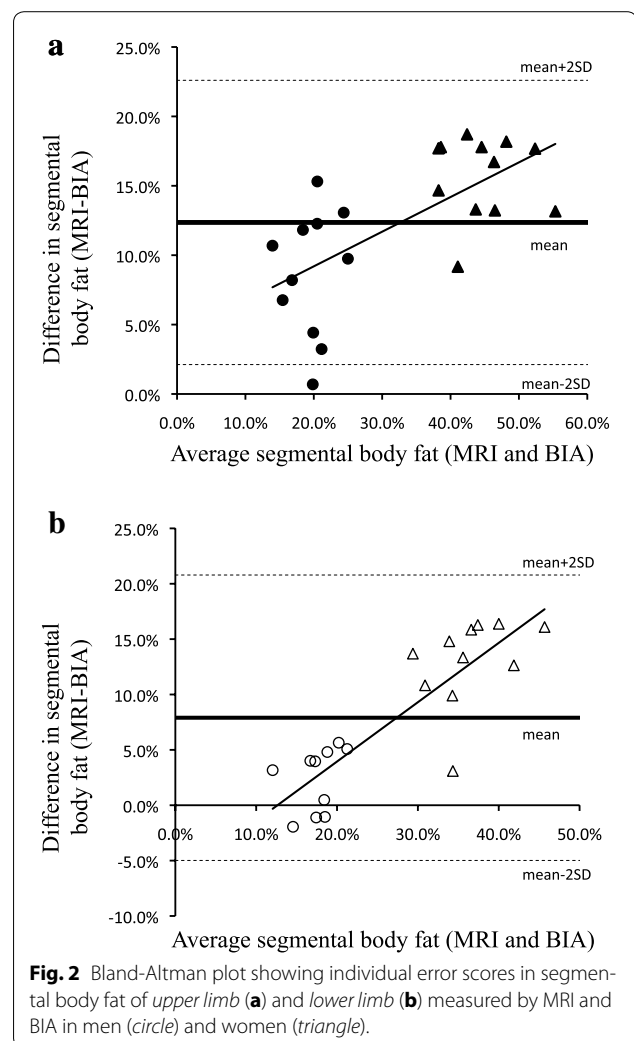 a
25.0%
mean+2SD
20.0%
15.0%
mean
10.0%
5.0%
mean-2SD
0.0%
0.0% 10.0% 20.0% 30.0% 40.0% 50.0% 60.0%
Difference in segmental
body fat (MRI-BIA)
Average segmental body fat (MRI and BIA)
b
25.0%
mean+2SD
20.0%
15.0%
10.0%
mean
5.0%
0.0%
0.0% 10.0% 20.0% 30.0% 40.0% 50.0%
-5.0%
mean-2SD
-10.0%
Difference in segmental
body fat (MRI-BIA)
Average segmental body fat (MRI and BIA)
Fig. 2 Bland-Altman plot showing individual error scores in segmen-
tal body fat of upper limb (a) and lower limb (b) measured by MRI and
BIA in men (circle) and women (triangle).